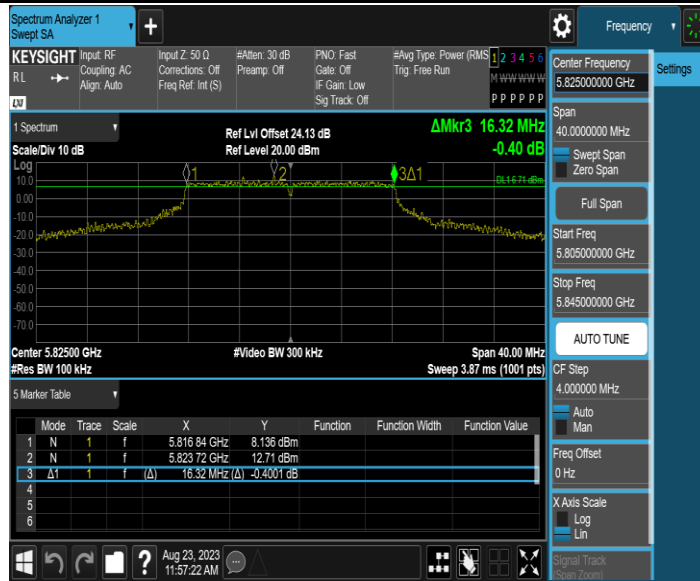 Spectrum Analyzer 1
Swept SA
+
Frequency
KEYSIGHT
RL
LXI
Input: RF
Coupling: AC
Align: Auto
Input Z: 50 Ω
Corrections: Off
Freq Ref: Int (S)
#Atten: 30 dB
Preamp: Off
PNO: Fast
Gate: Off
IF Gain: Low
Sig Track: Off
#Avg Type: Power (RMS
Trig: Free Run
1 2 3 4 5 6
M W W W W W
P P P P P P
1 Spectrum
Scale/Div 10 dB
Ref Lvl Offset 24.13 dB
Ref Level 20.00 dBm
ΔMkr3 16.32 MHz
-0.40 dB
Log
10.0
0.00
-10.0
-20.0
-30.0
-40.0
-50.0
-60.0
-70.0
1
2
3Δ1
DL1 6.71 dBm
Center 5.82500 GHz
#Video BW 300 kHz
Span 40.00 MHz
#Res BW 100 kHz
Sweep 3.87 ms (1001 pts)
5 Marker Table
Mode Trace Scale X Y Function Function Width Function Value
1 N 1 f 5.816 84 GHz 8.136 dBm
2 N 1 f 5.823 72 GHz 12.71 dBm
3 Δ1 1 f (Δ) 16.32 MHz (Δ) -0.4001 dB
4
5
6
?
Aug 23, 2023
11:57:22 AM
Center Frequency
5.825000000 GHz
Settings
Span
40.0000000 MHz
Swept Span
Zero Span
Full Span
Start Freq
5.805000000 GHz
Stop Freq
5.845000000 GHz
AUTO TUNE
CF Step
4.000000 MHz
Auto
Man
Freq Offset
0 Hz
X Axis Scale
Log
Lin
Signal Track
(Span Zoom)